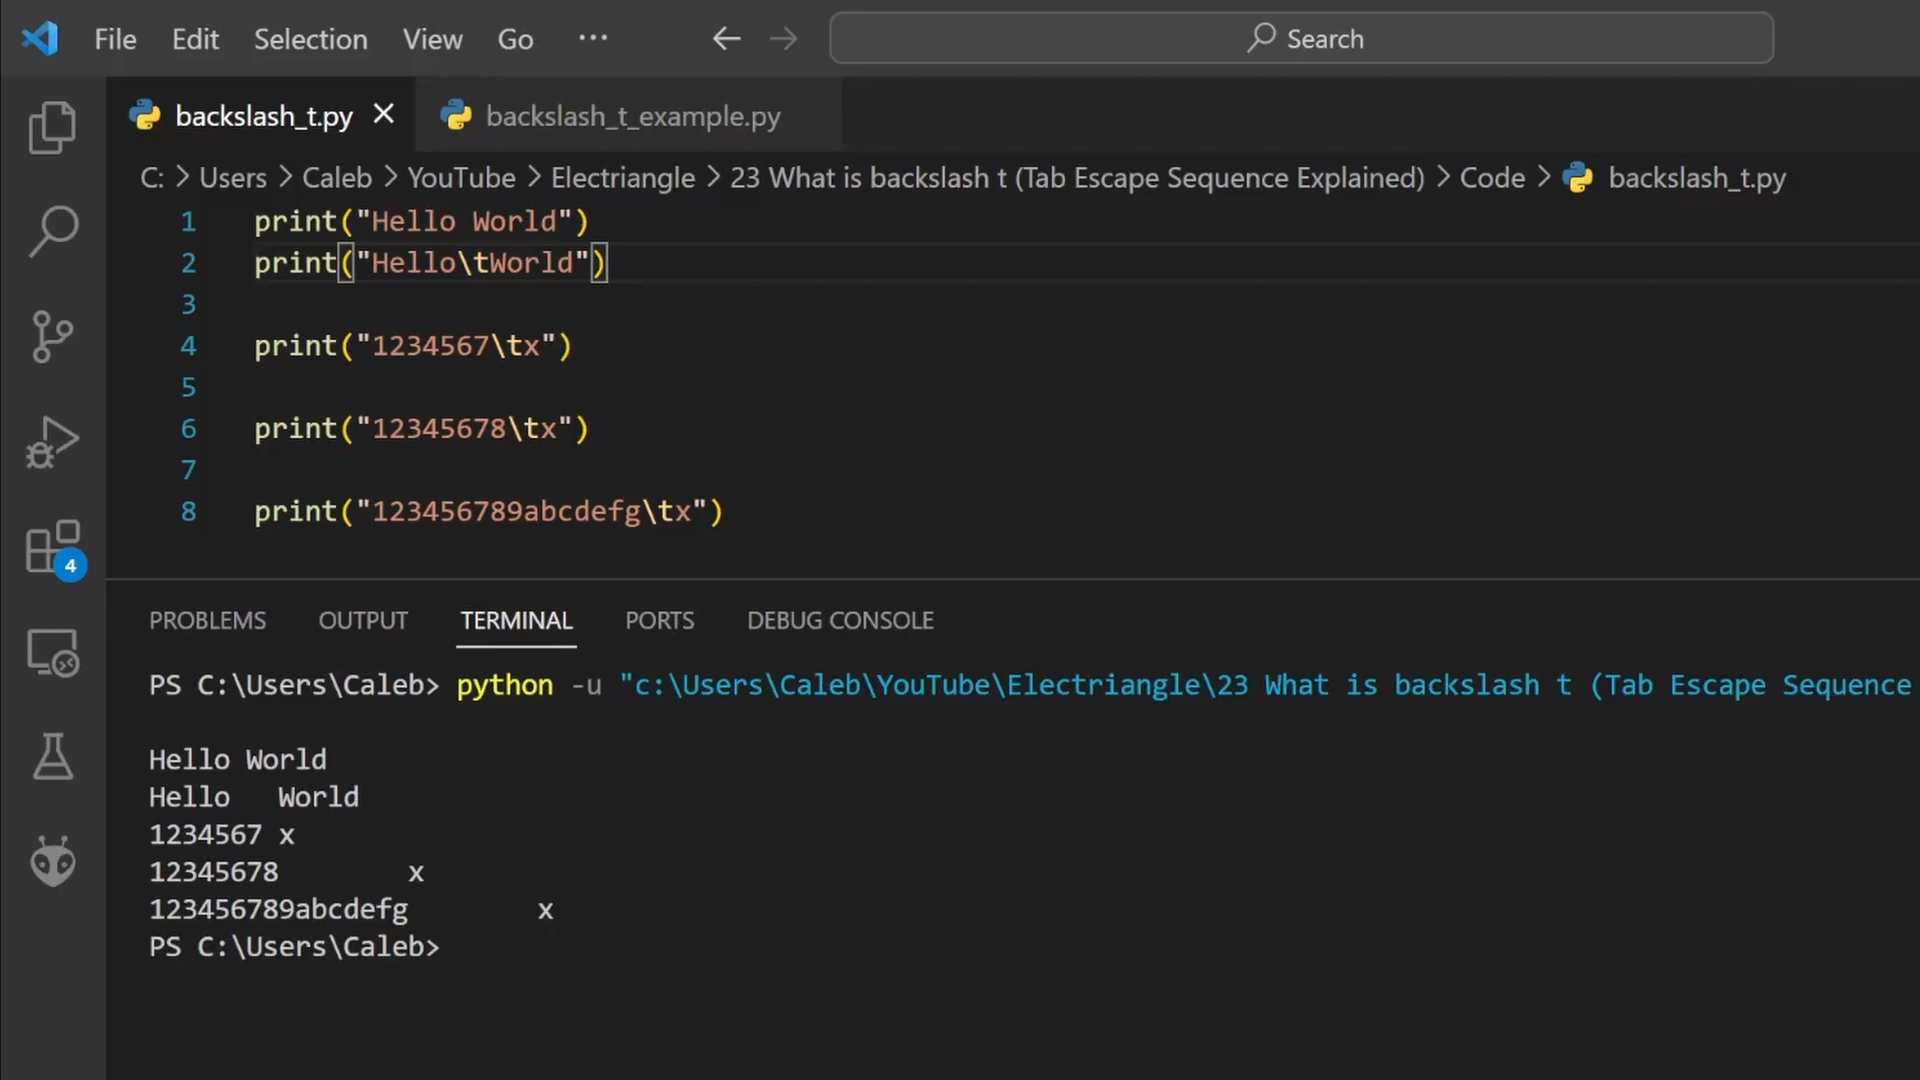 File Edit Selection View Go ··· Search
backslash_t.py backslash_t_example.py
C: > Users > Caleb > YouTube > Electriangle > 23 What is backslash t (Tab Escape Sequence Explained) > Code > backslash_t.py
1 print("Hello World")
2 print("Hello\tWorld")
3
4 print("1234567\tx")
5
6 print("12345678\tx")
7
8 print("123456789abcdefg\tx")
4
PROBLEMS OUTPUT TERMINAL PORTS DEBUG CONSOLE
PS C:\Users\Caleb> python -u "c:\Users\Caleb\YouTube\Electriangle\23 What is backslash t (Tab Escape Sequence
Hello World
Hello   World
1234567 x
12345678        x
123456789abcdefg        x
PS C:\Users\Caleb>